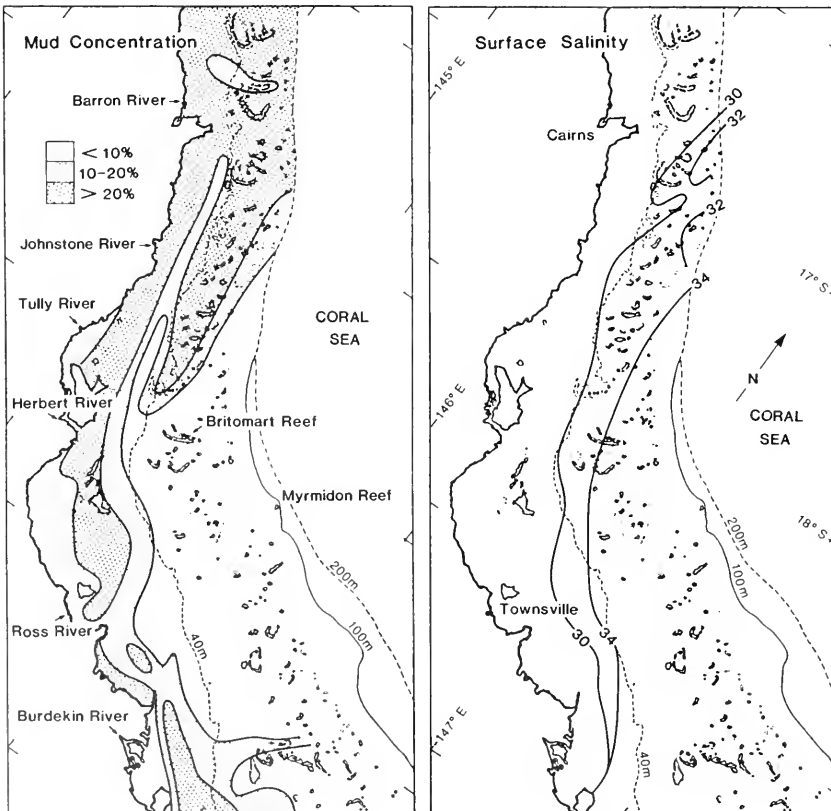 Mud Concentration
Barron River
< 10%
10-20%
> 20%
Johnstone River
Tully River
CORAL
SEA
Herbert River
Britomart Reef
Myrmidon Reef
200m
100m
Ross River
40m
Burdekin River
Surface Salinity
145° E
30
32
Cairns
32
17° S
34
N
146° E
CORAL
SEA
18° S
200m
100m
Townsville
30
34
147° E
40m